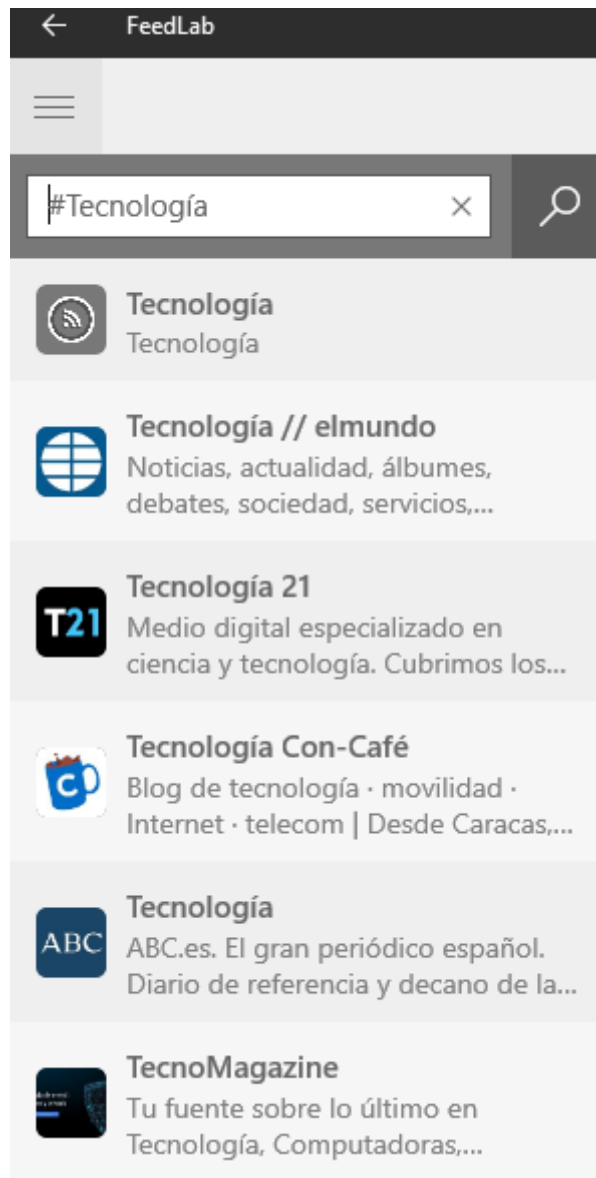 FeedLab
#Tecnología
Tecnología
Tecnología
Tecnología // elmundo
Noticias, actualidad, álbumes,
debates, sociedad, servicios,...
T21
Tecnología 21
Medio digital especializado en
ciencia y tecnología. Cubrimos los...
C
Tecnología Con-Café
Blog de tecnología · movilidad ·
Internet · telecom | Desde Caracas,...
ABC
Tecnología
ABC.es. El gran periódico español.
Diario de referencia y decano de la...
TecnoMagazine
Tu fuente sobre lo último en
Tecnología, Computadoras,...